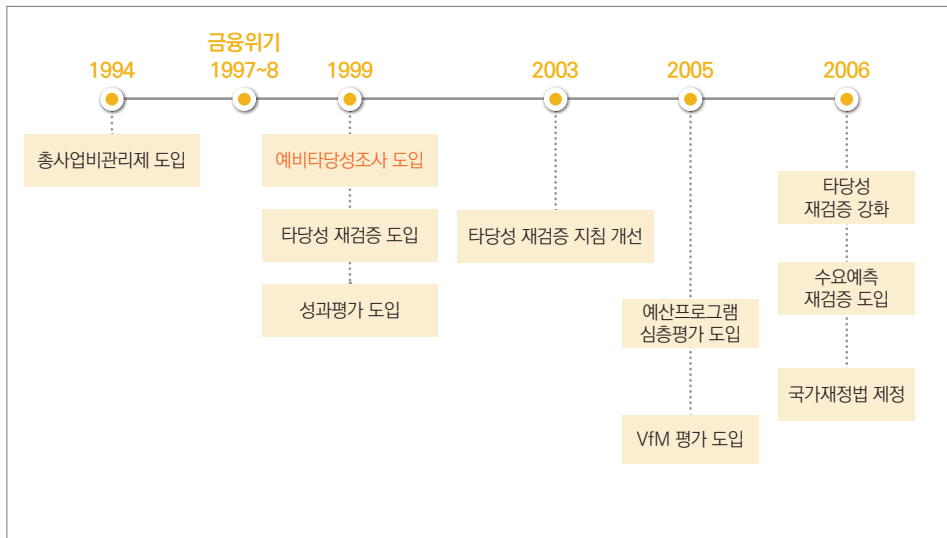 금융위기
1994
1997~8
1999
2003
2005
2006
총사업비관리제 도입
예비타당성조사 도입
타당성 재검증 도입
성과평가 도입
타당성 재검증 지침 개선
예산프로그램
심층평가 도입
VfM 평가 도입
타당성
재검증 강화
수요예측
재검증 도입
국가재정법 제정